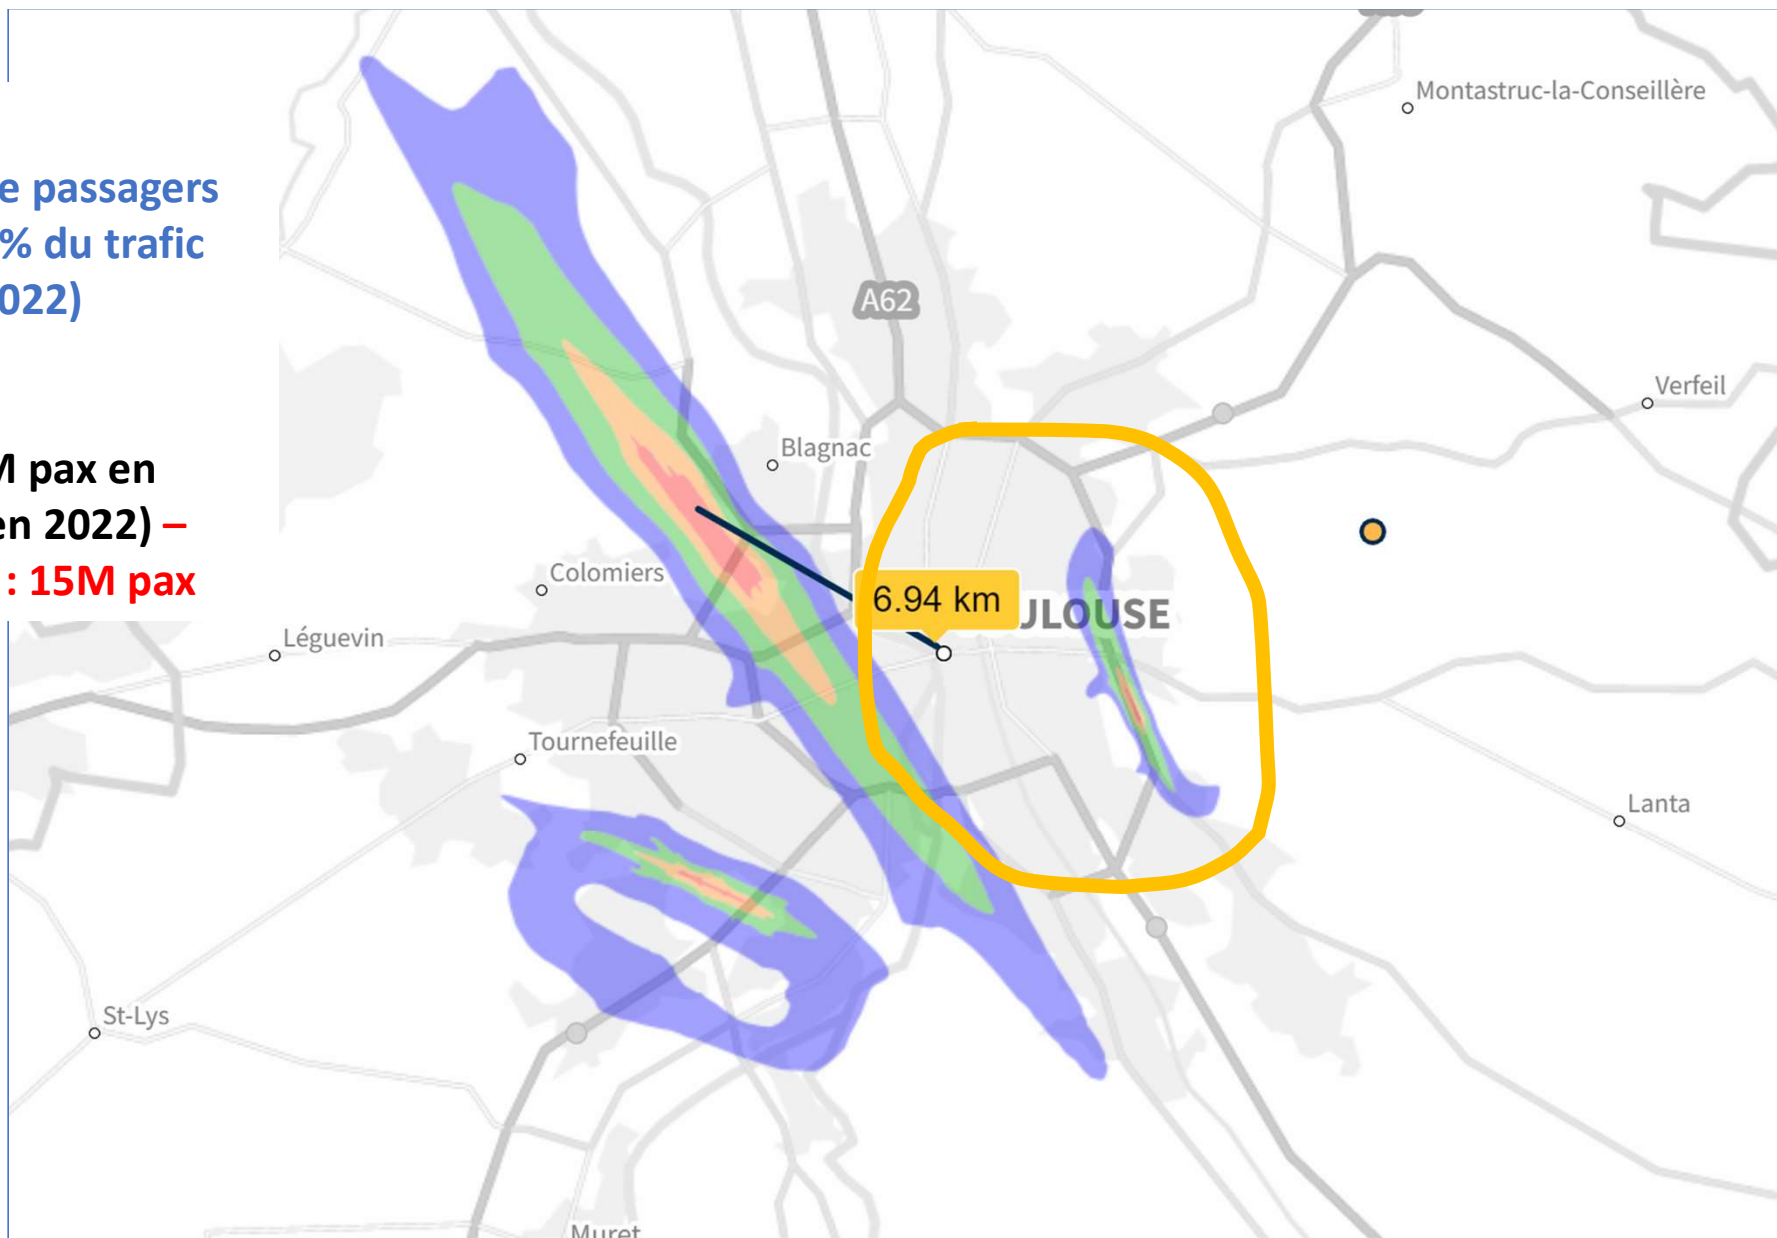 e passagers
% du trafic
022)
M pax en
en 2022) –
: 15M pax
Montastruc-la-Conseillère
A62
Verfeil
Blagnac
Colomiers
6.94 km
ULOUSE
Léguevin
Tournefeuille
Lanta
St-Lys
Muret